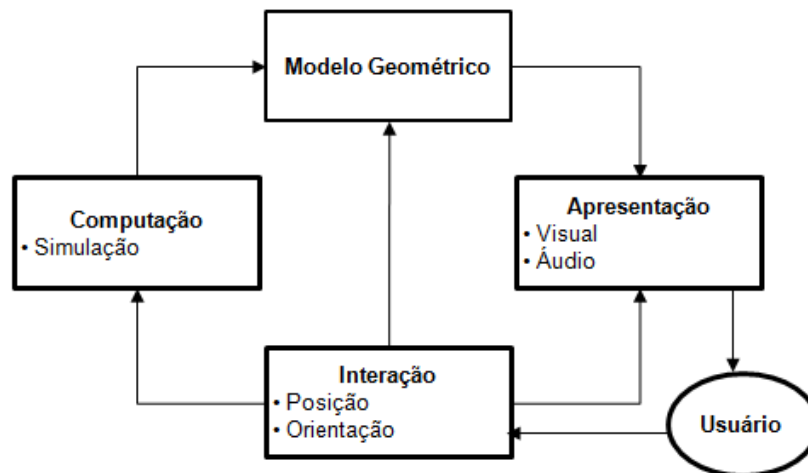 Modelo Geométrico
Computação
• Simulação
Apresentação
• Visual
• Áudio
Interação
• Posição
• Orientação
Usuário